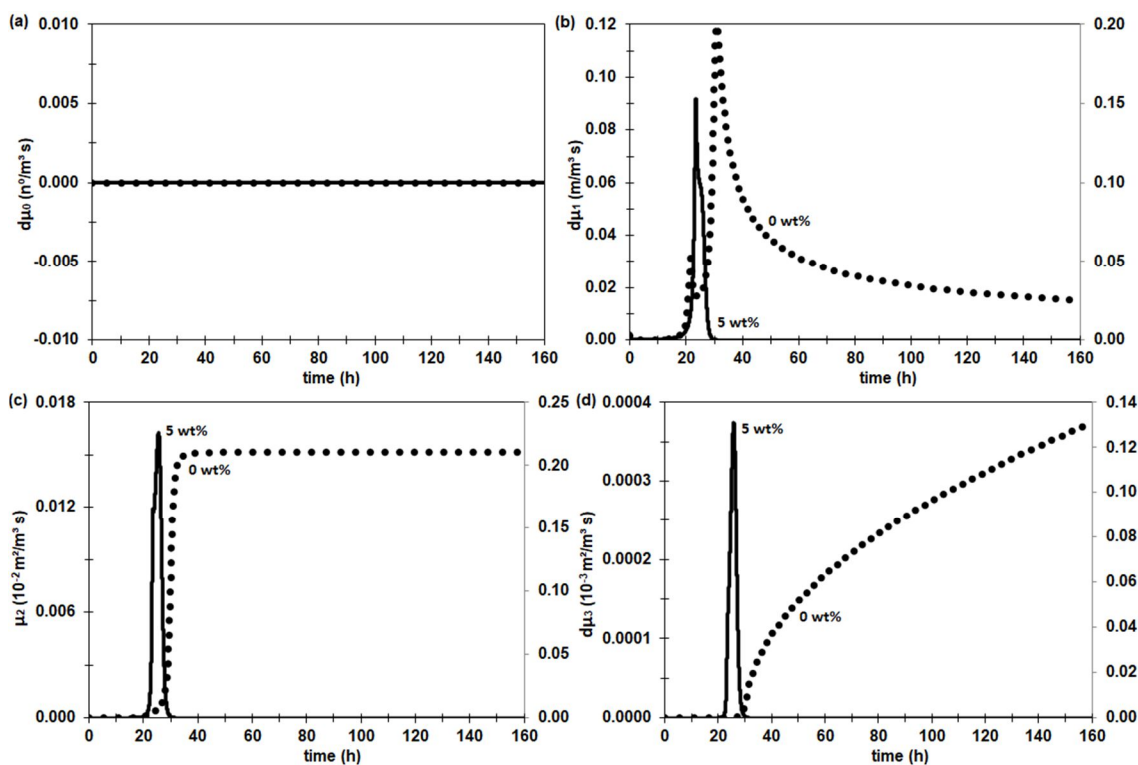 (a)
0.010
0.005
0.000
-0.005
-0.010
dμ₀ (n⁰/m³ s)
0 20 40 60 80 100 120 140 160
time (h)
(b)
0.12
0.10
0.08
0.06
0.04
0.02
0.00
dμ₁ (m/m³ s)
0.20
0.15
0.10
0.05
0.00
0 wt%
5 wt%
0 20 40 60 80 100 120 140 160
time (h)
(c)
0.018
0.012
0.006
0.000
μ₂ (10⁻² m²/m³ s)
0.25
0.20
0.15
0.10
0.05
0.00
5 wt%
0 wt%
0 20 40 60 80 100 120 140 160
time (h)
(d)
0.0004
0.0003
0.0002
0.0001
0.0000
dμ₃ (10⁻³ m²/m³ s)
0.14
0.12
0.10
0.08
0.06
0.04
0.02
0.00
5 wt%
0 wt%
0 20 40 60 80 100 120 140 160
time (h)